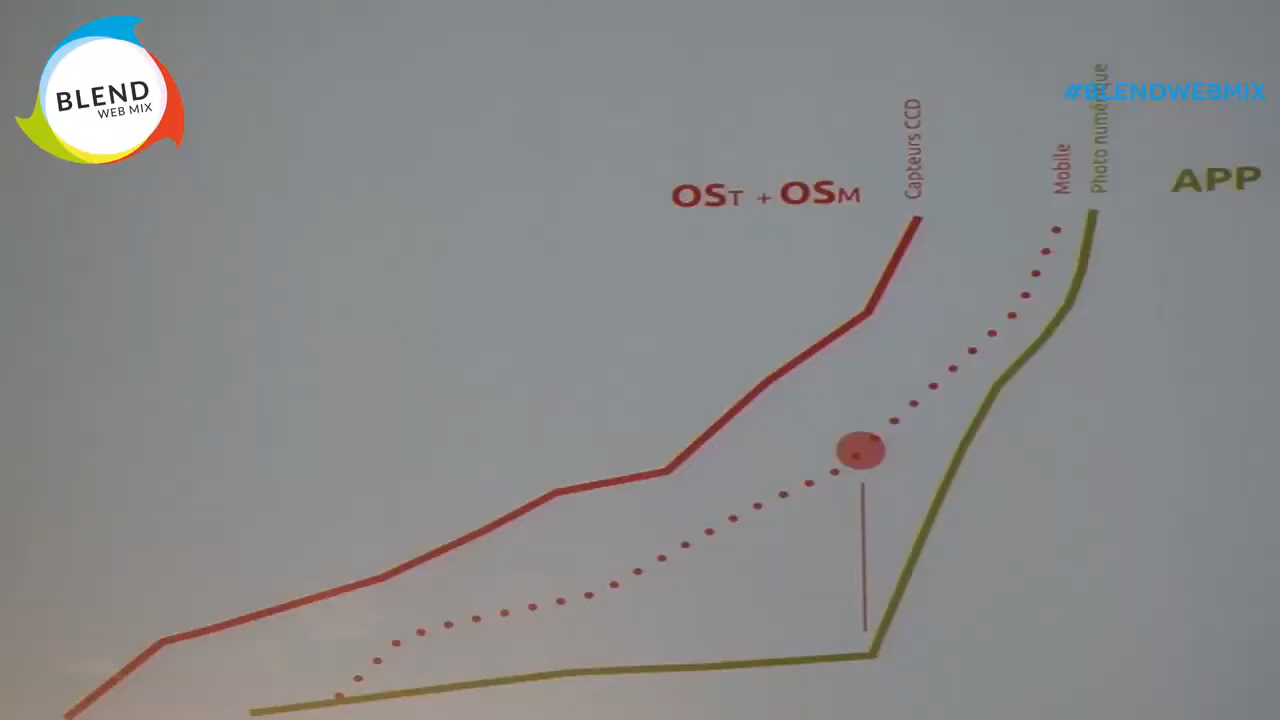 BLEND
WEB MIX
#BLENDWEBMIX
OST + OSM
Capteurs CCD
Mobile
Photo numérique
APP